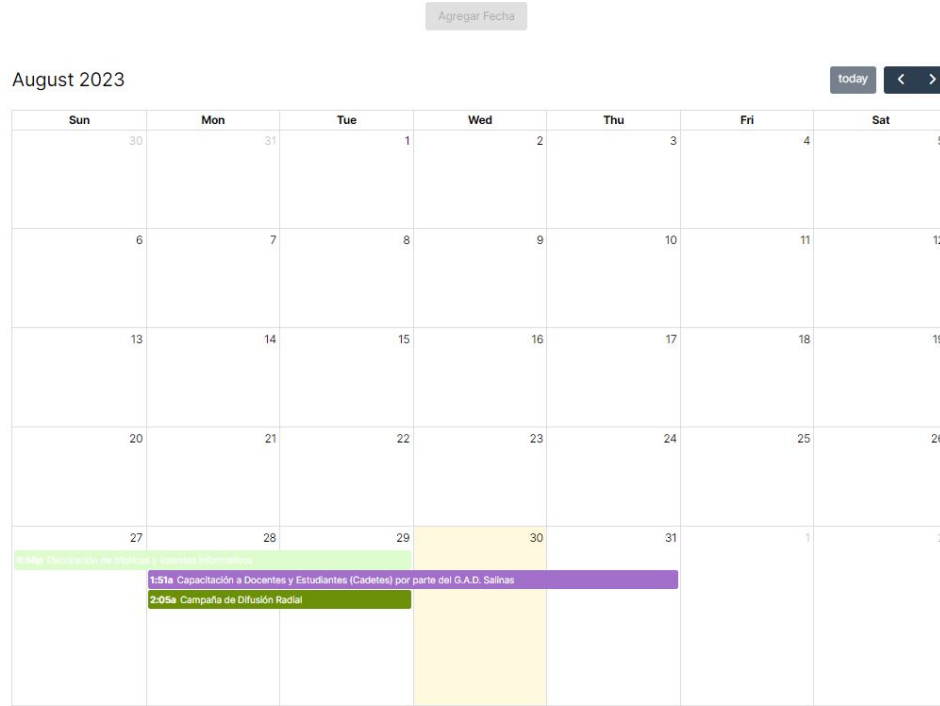 Agregar Fecha
August 2023
today
Sun Mon Tue Wed Thu Fri Sat
30 31 1 2 3 4
6 7 8 9 10 11
13 14 15 16 17 18
20 21 22 23 24 25
27 28 29 30 31 1
Elaboración de trípticos y volantes informativos
1:51a Capacitación a Docentes y Estudiantes (Cadetes) por parte del G.A.D. Salinas
2:05a Campaña de Difusión Radial